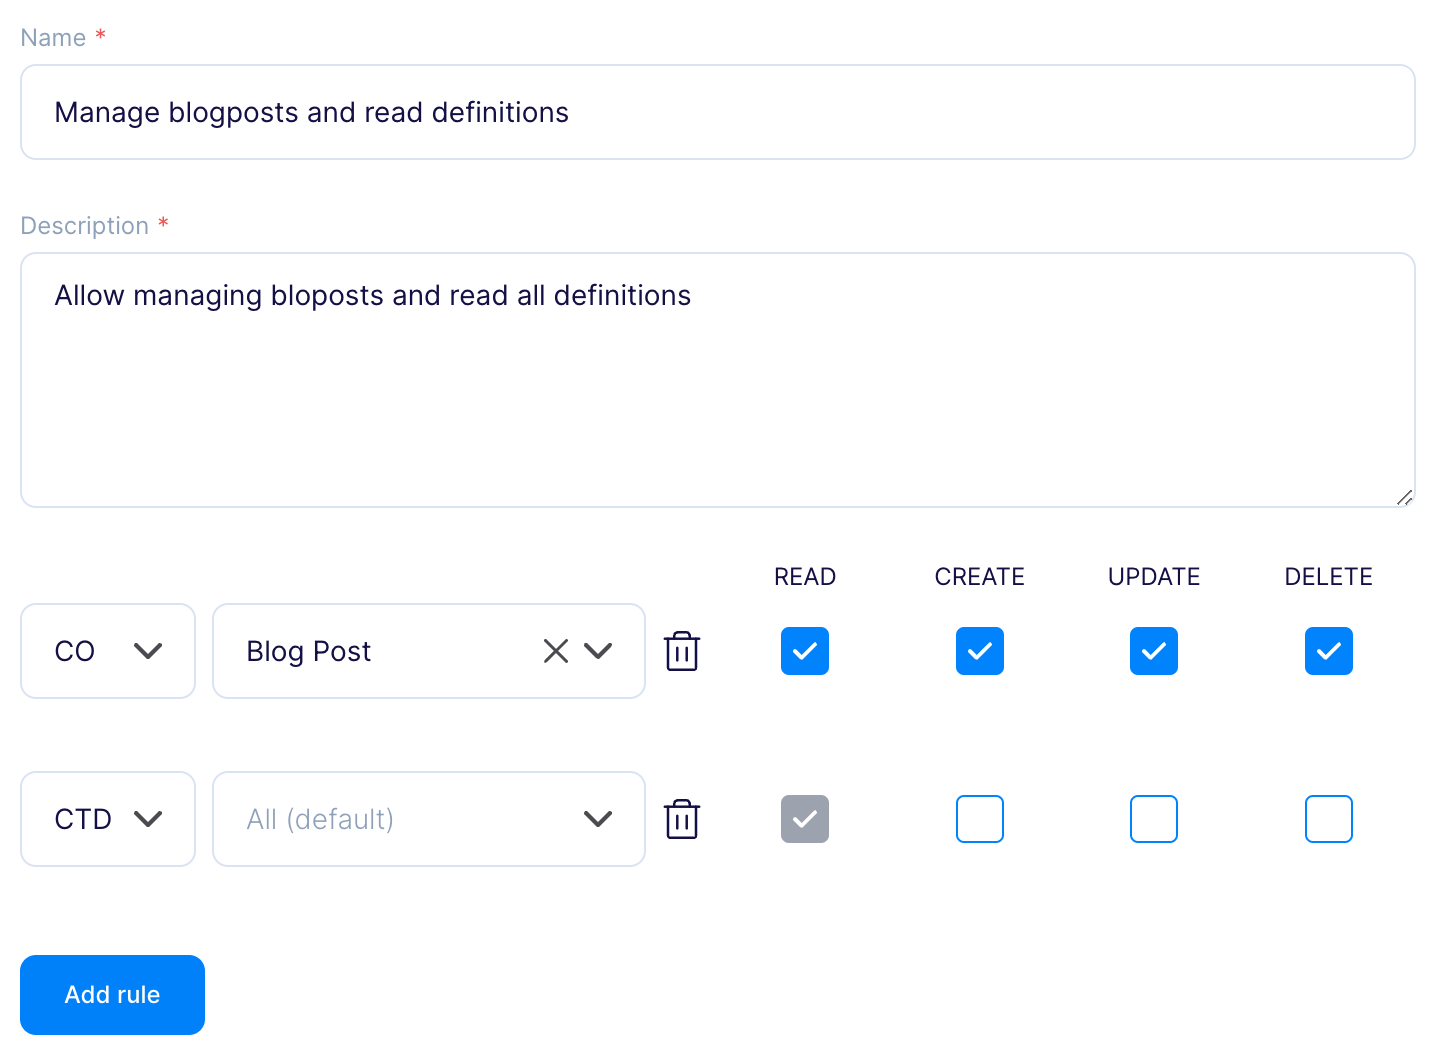 Name *
Manage blogposts and read definitions
Description *
Allow managing bloposts and read all definitions
READ CREATE UPDATE DELETE
CO Blog Post
CTD All (default)
Add rule